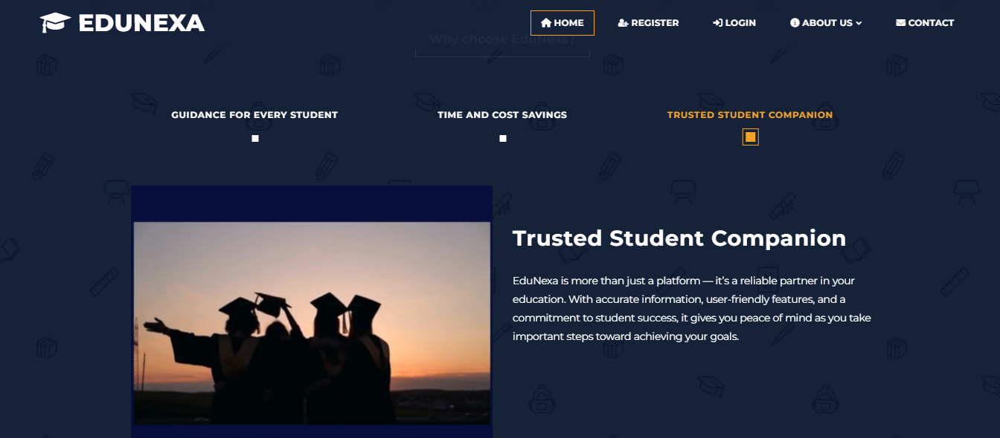 EDUNEXA
HOME
REGISTER
LOGIN
ABOUT US
CONTACT
Why choose EduNexa?
GUIDANCE FOR EVERY STUDENT
TIME AND COST SAVINGS
TRUSTED STUDENT COMPANION
Trusted Student Companion
EduNexa is more than just a platform — it's a reliable partner in your
education. With accurate information, user-friendly features, and a
commitment to student success, it gives you peace of mind as you take
important steps toward achieving your goals.